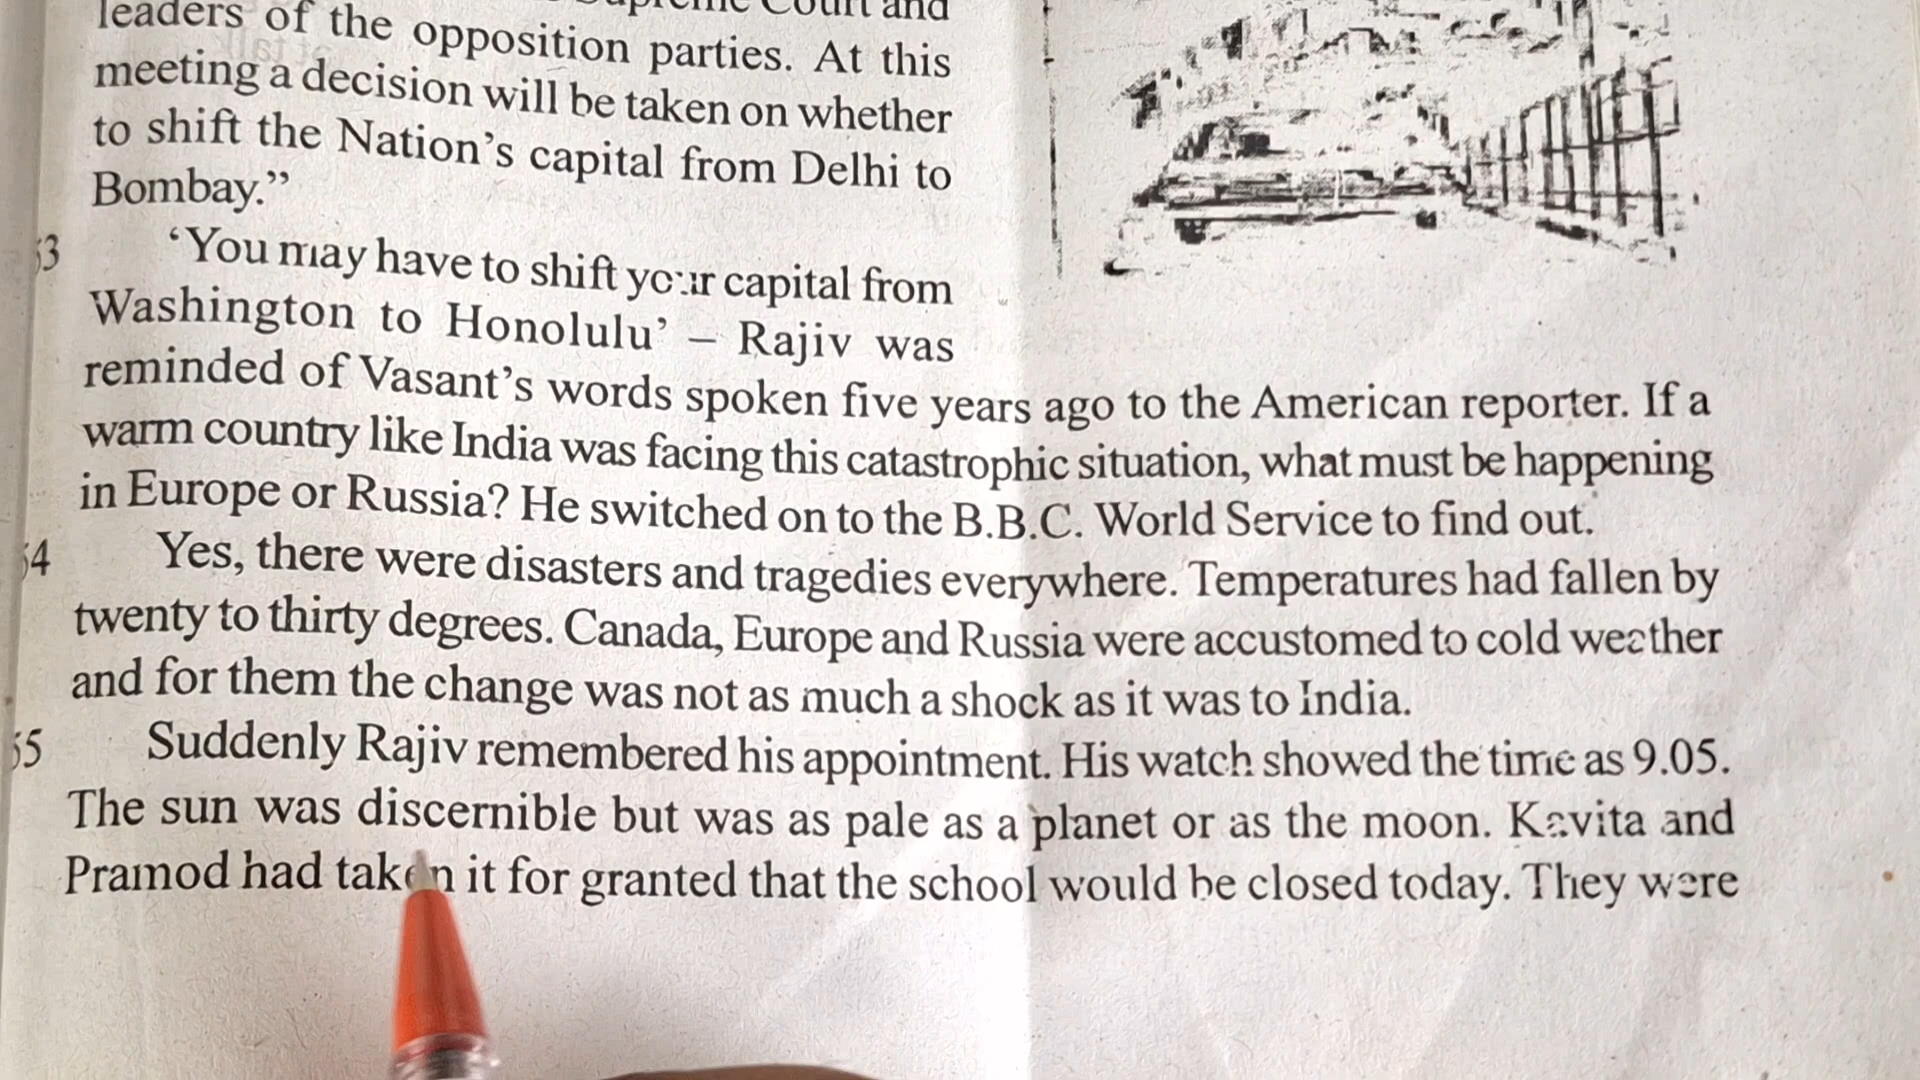 Supreme Court and
leaders of the opposition parties. At this
meeting a decision will be taken on whether
to shift the Nation's capital from Delhi to
Bombay."
53 'You may have to shift your capital from
Washington to Honolulu' – Rajiv was
reminded of Vasant's words spoken five years ago to the American reporter. If a
warm country like India was facing this catastrophic situation, what must be happening
in Europe or Russia? He switched on to the B.B.C. World Service to find out.
54 Yes, there were disasters and tragedies everywhere. Temperatures had fallen by
twenty to thirty degrees. Canada, Europe and Russia were accustomed to cold weather
and for them the change was not as much a shock as it was to India.
55 Suddenly Rajiv remembered his appointment. His watch showed the time as 9.05.
The sun was discernible but was as pale as a planet or as the moon. Kavita and
Pramod had taken it for granted that the school would be closed today. They were